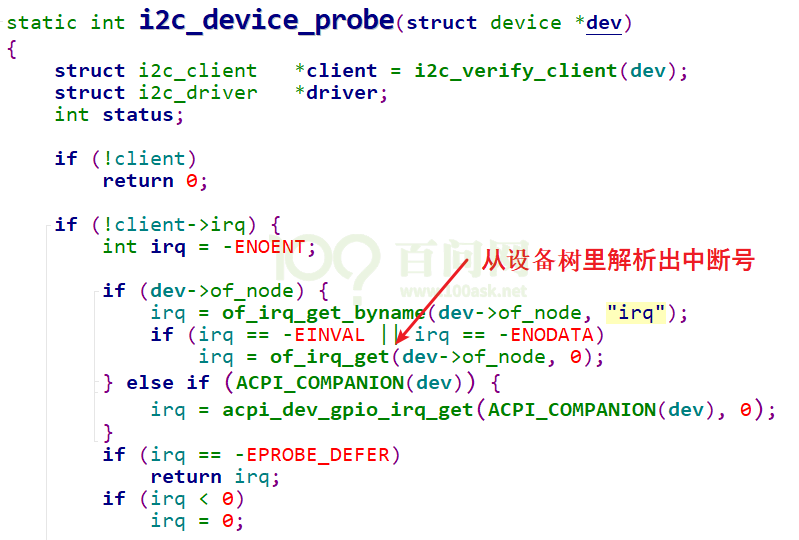 static int i2c_device_probe(struct device *dev)
{
    struct i2c_client   *client = i2c_verify_client(dev);
    struct i2c_driver   *driver;
    int status;

    if (!client)
        return 0;

    if (!client->irq) {
        int irq = -ENOENT;
百问网
从设备树里解析出中断号
        if (dev->of_node) {
www.100ask.net
            irq = of_irq_get_byname(dev->of_node, "irq");
            if (irq == -EINVAL || irq == -ENODATA)
                irq = of_irq_get(dev->of_node, 0);
        } else if (ACPI_COMPANION(dev)) {
            irq = acpi_dev_gpio_irq_get(ACPI_COMPANION(dev), 0);
        }
        if (irq == -EPROBE_DEFER)
            return irq;
        if (irq < 0)
            irq = 0;